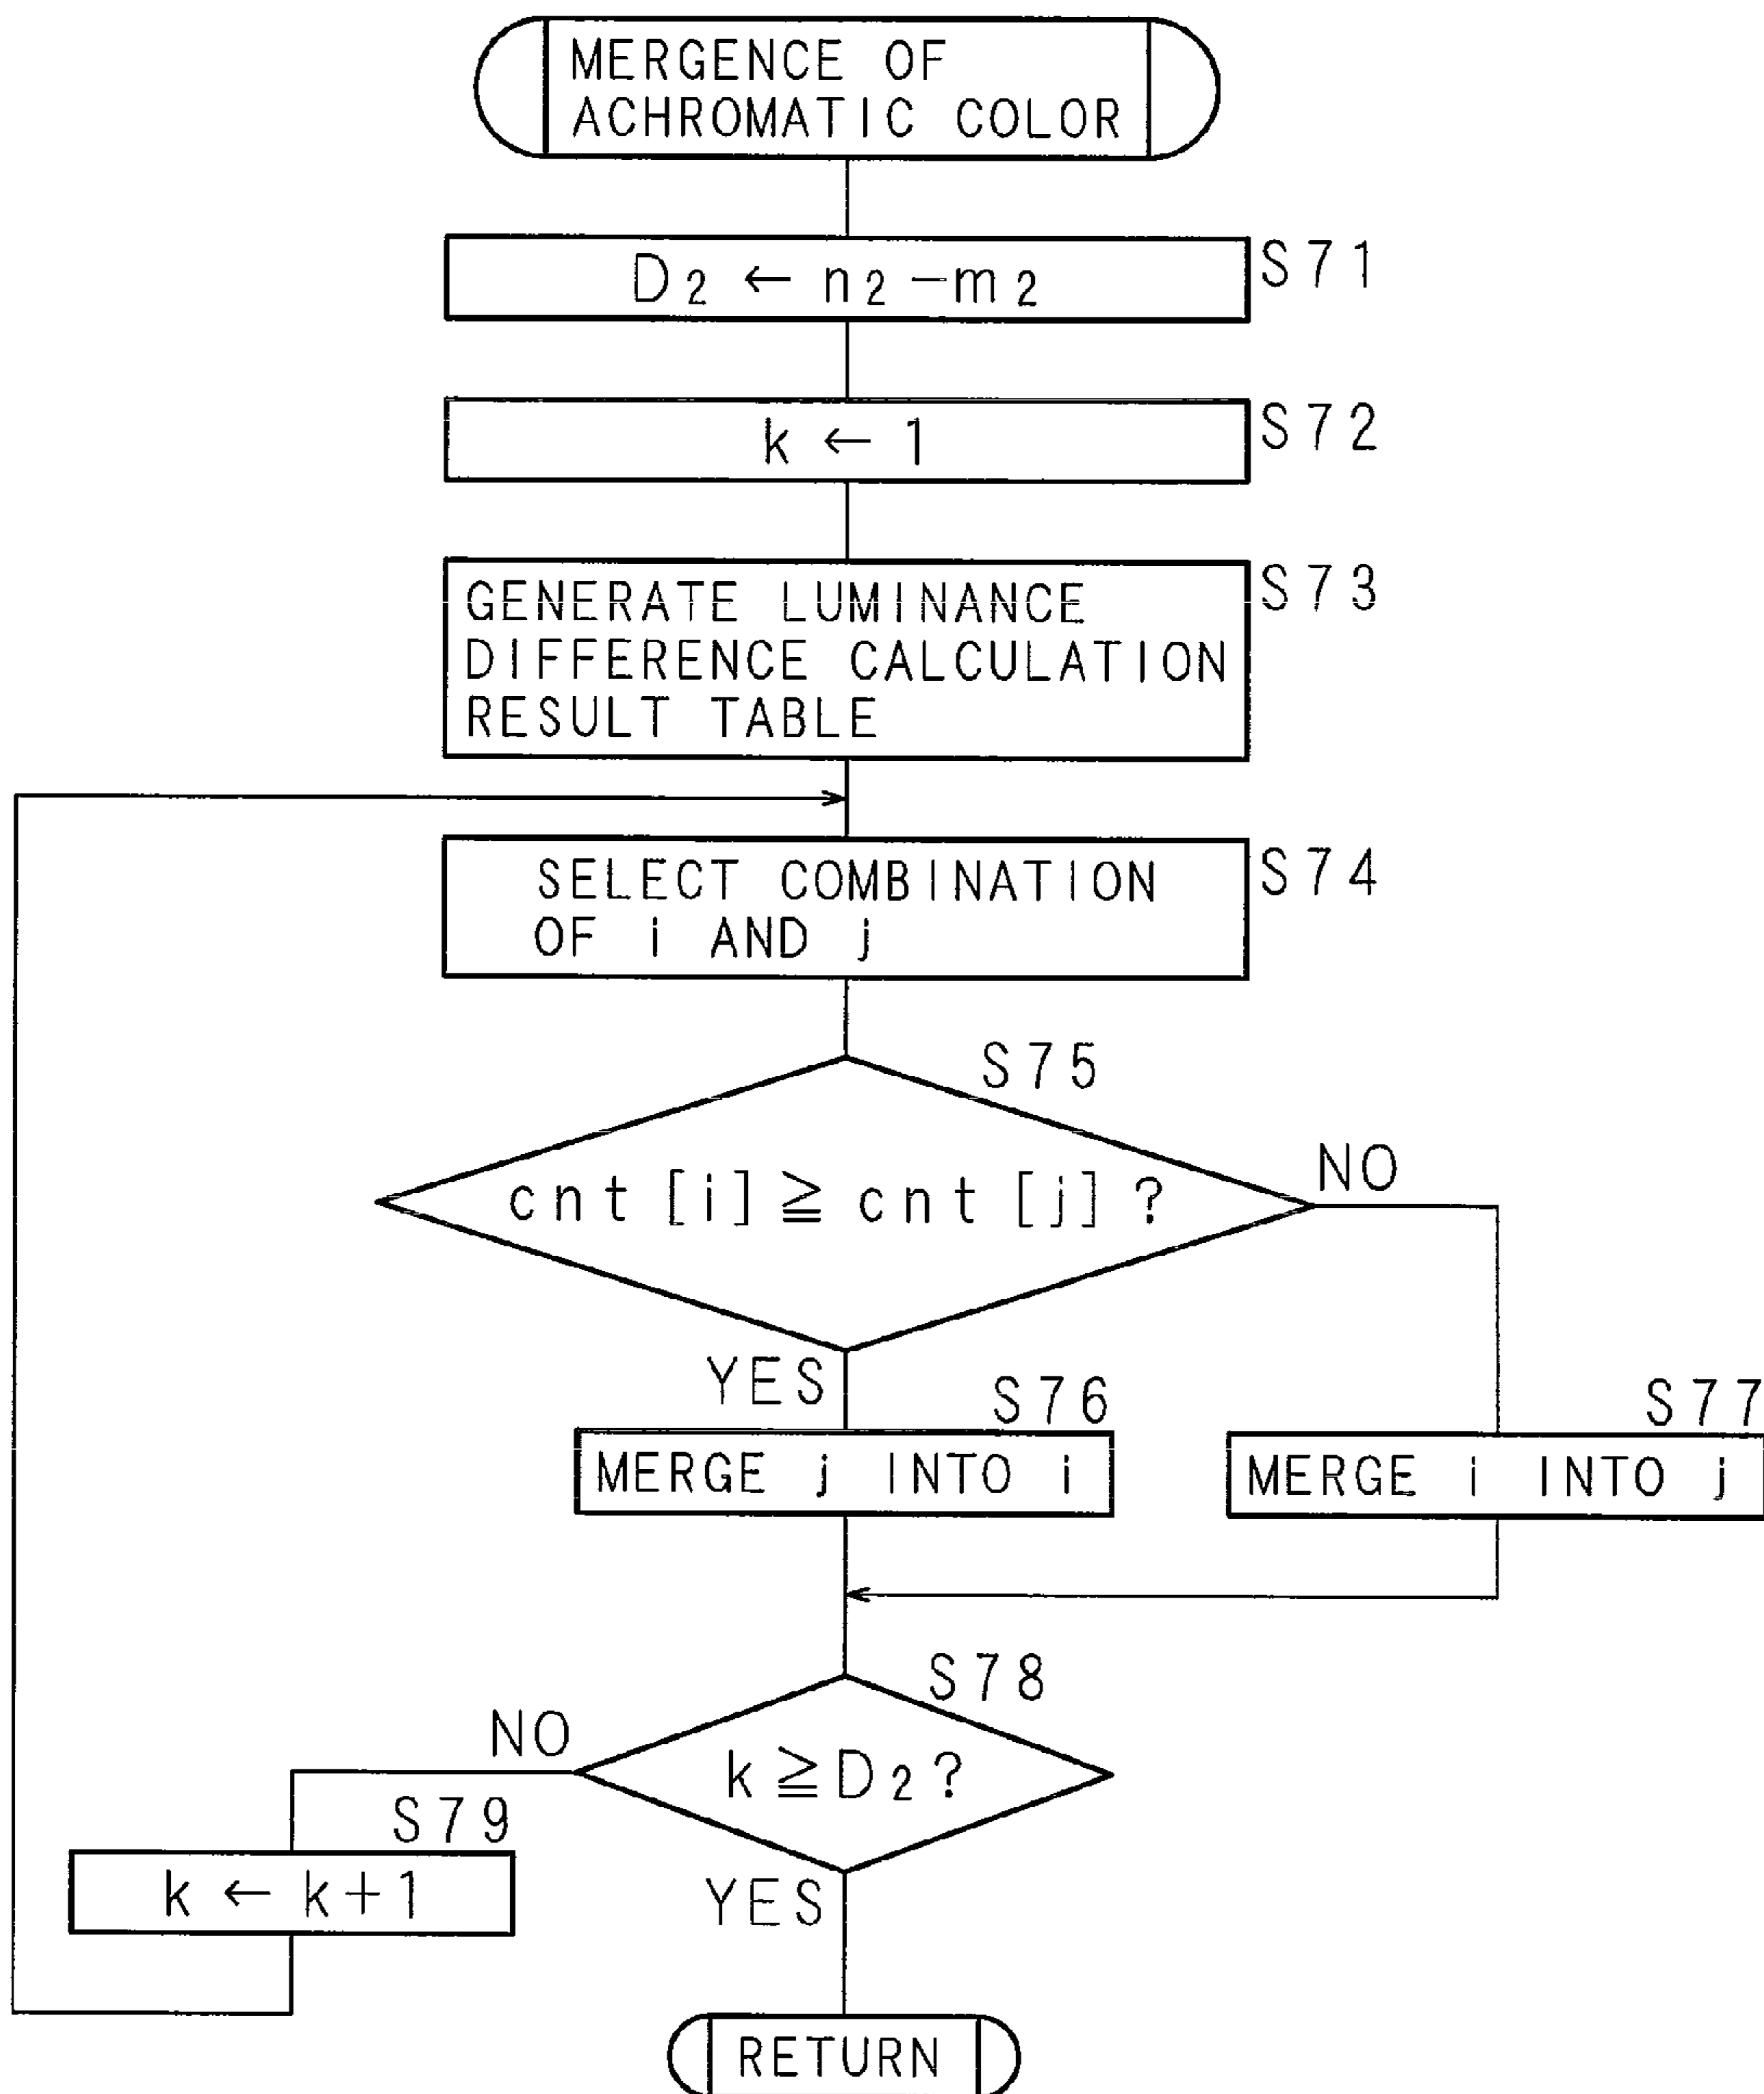 MERGENCE OF
ACHROMATIC COLOR
D₂ ← n₂−m₂
S71
k ← 1
S72
GENERATE LUMINANCE
DIFFERENCE CALCULATION
RESULT TABLE
S73
SELECT COMBINATION
OF i AND j
S74
S75
cnt [i] ≧ cnt [j] ?
NO
YES
S76
MERGE j INTO i
S77
MERGE i INTO j
S78
k ≧ D₂ ?
NO
S79
k ← k+1
YES
RETURN